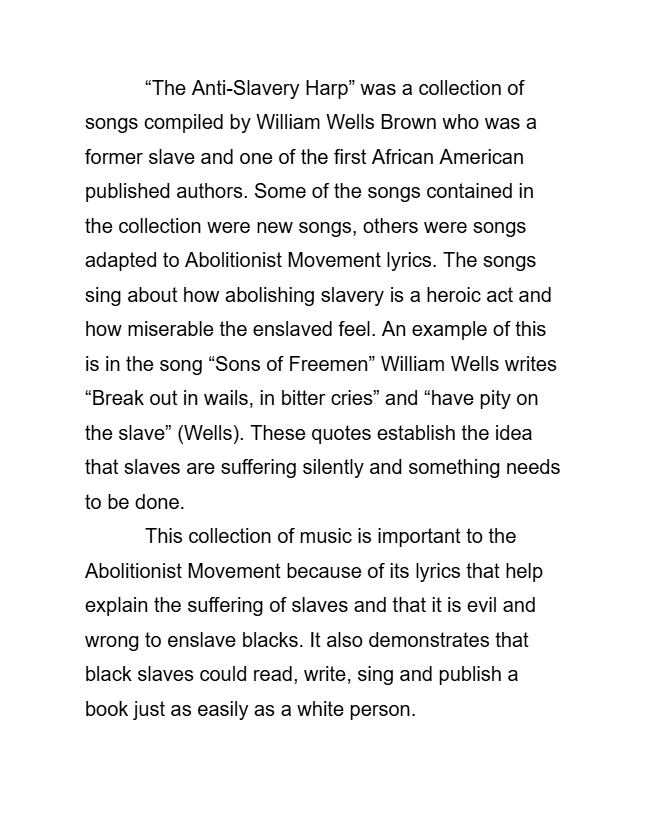 “The Anti-Slavery Harp” was a collection of
songs compiled by William Wells Brown who was a
former slave and one of the first African American
published authors. Some of the songs contained in
the collection were new songs, others were songs
adapted to Abolitionist Movement lyrics. The songs
sing about how abolishing slavery is a heroic act and
how miserable the enslaved feel. An example of this
is in the song “Sons of Freemen” William Wells writes
“Break out in wails, in bitter cries” and “have pity on
the slave” (Wells). These quotes establish the idea
that slaves are suffering silently and something needs
to be done.
This collection of music is important to the
Abolitionist Movement because of its lyrics that help
explain the suffering of slaves and that it is evil and
wrong to enslave blacks. It also demonstrates that
black slaves could read, write, sing and publish a
book just as easily as a white person.